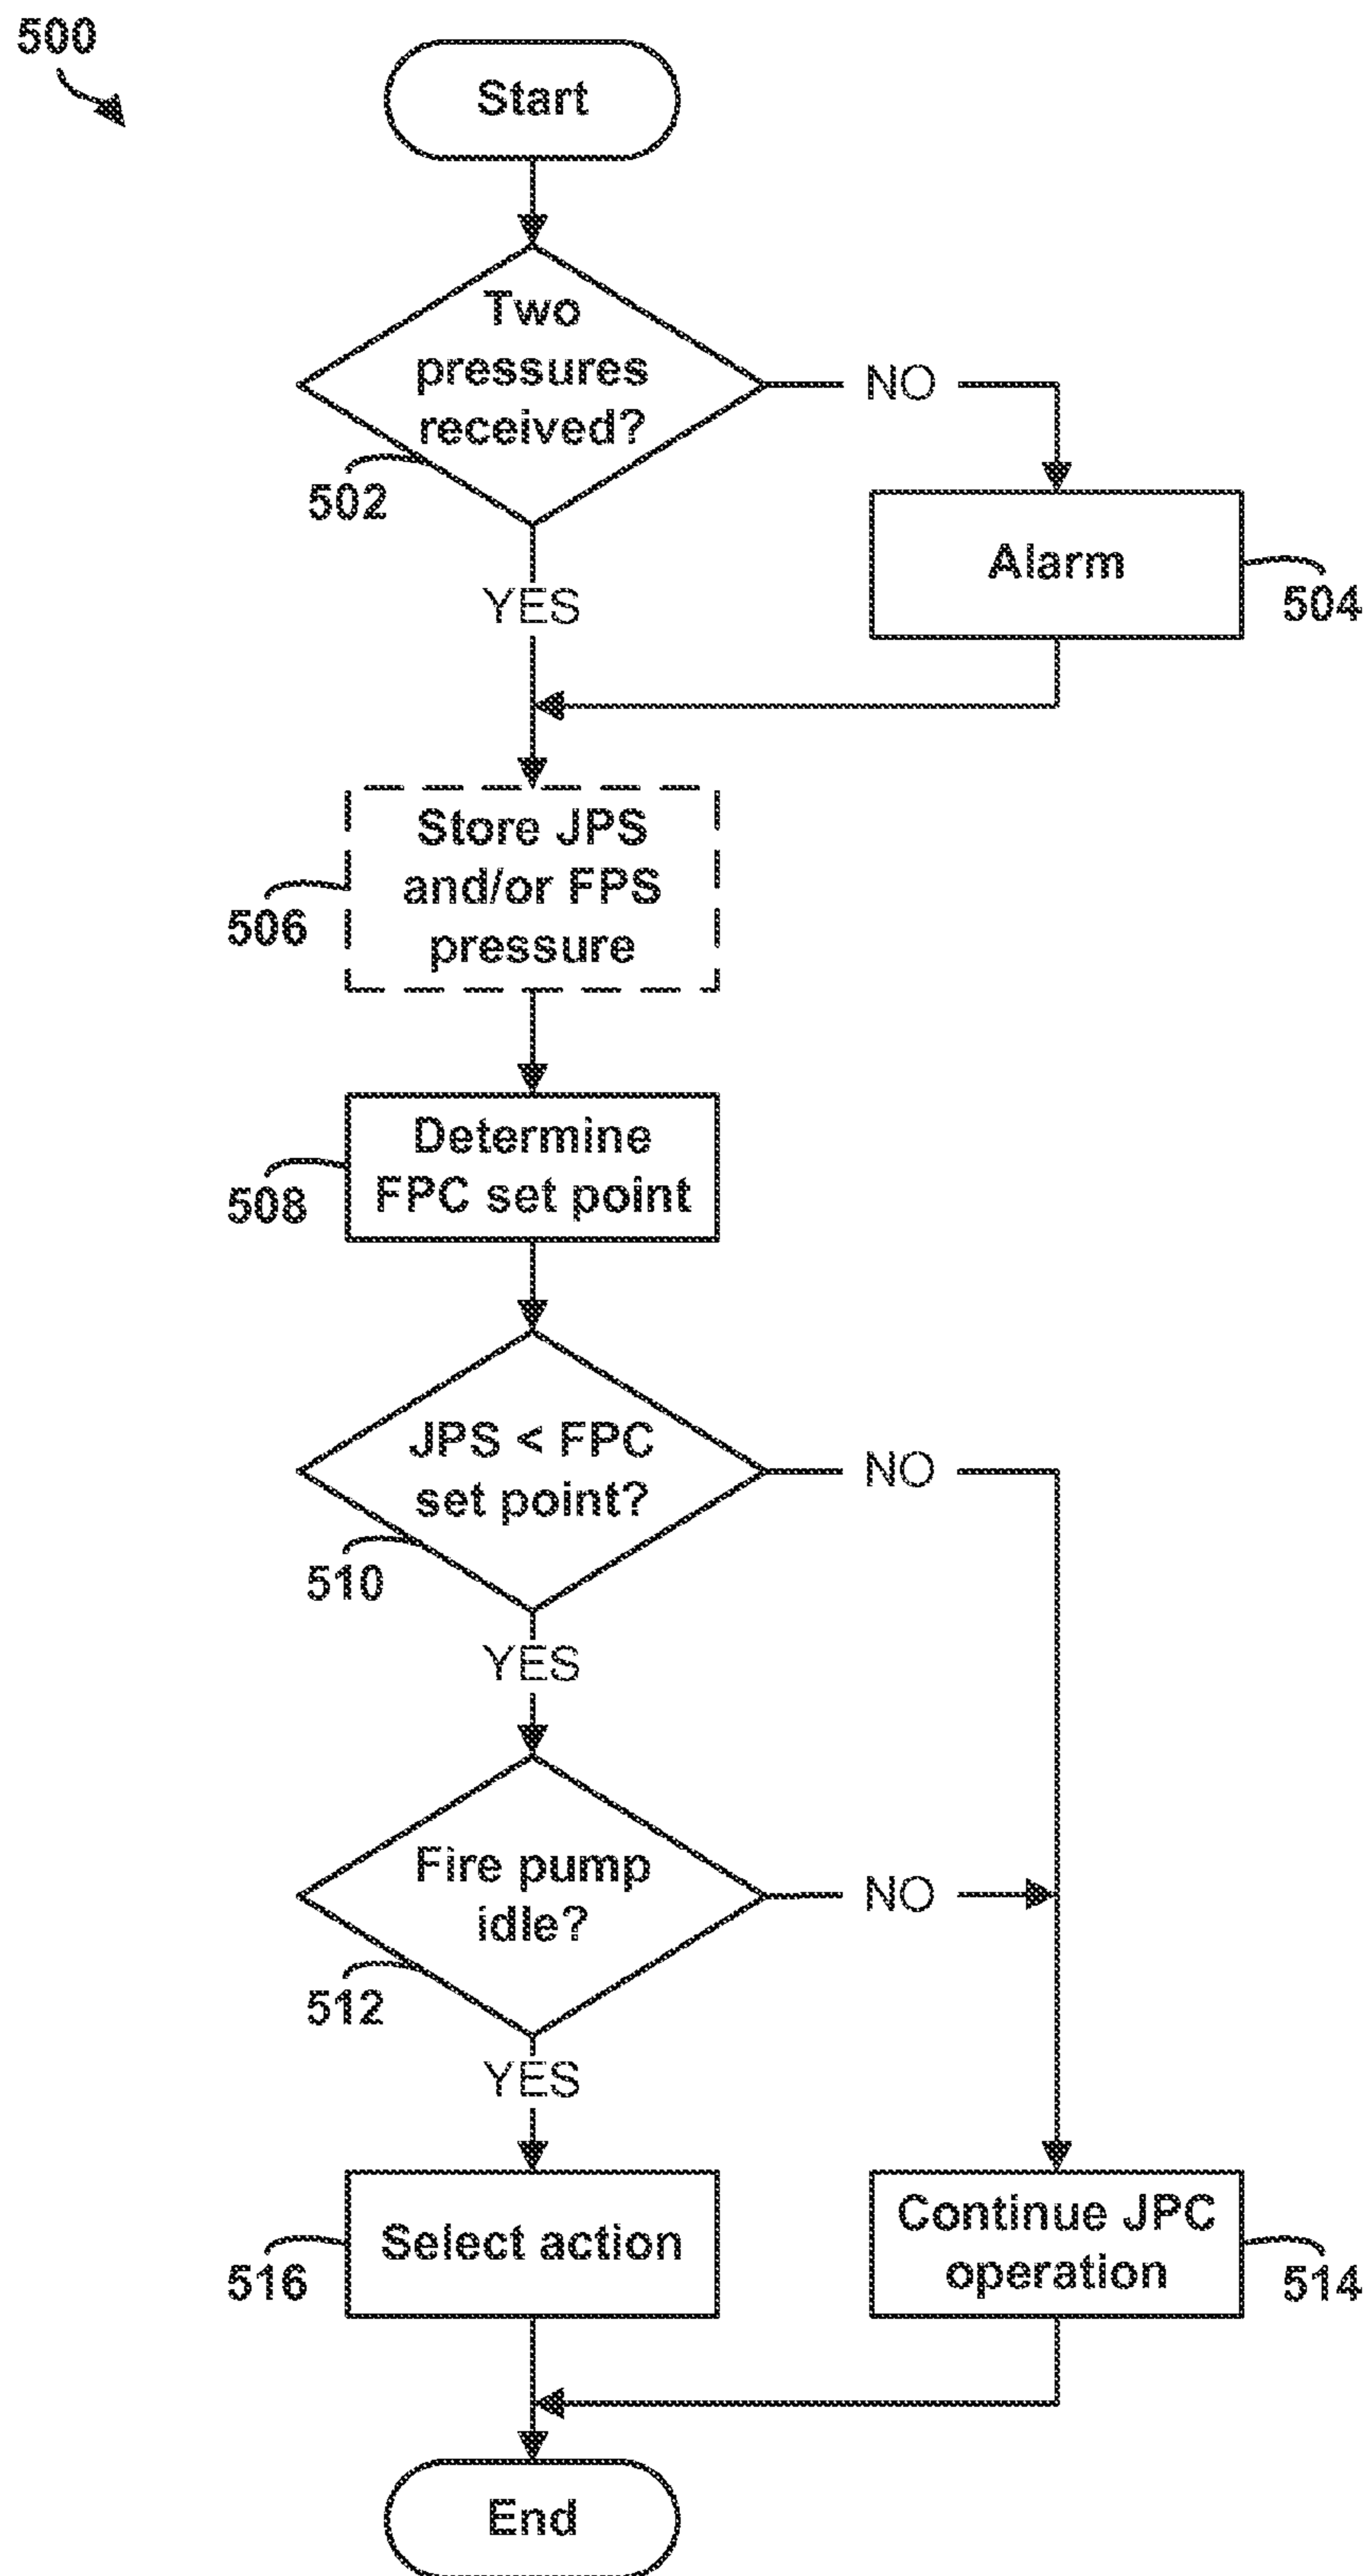 500
Start
Two
pressures
received?
NO
502
Alarm
504
YES
Store JPS
and/or FPS
pressure
506
Determine
FPC set point
508
JPS < FPC
set point?
NO
510
YES
Fire pump
idle?
NO
512
YES
Select action
516
Continue JPC
operation
514
End